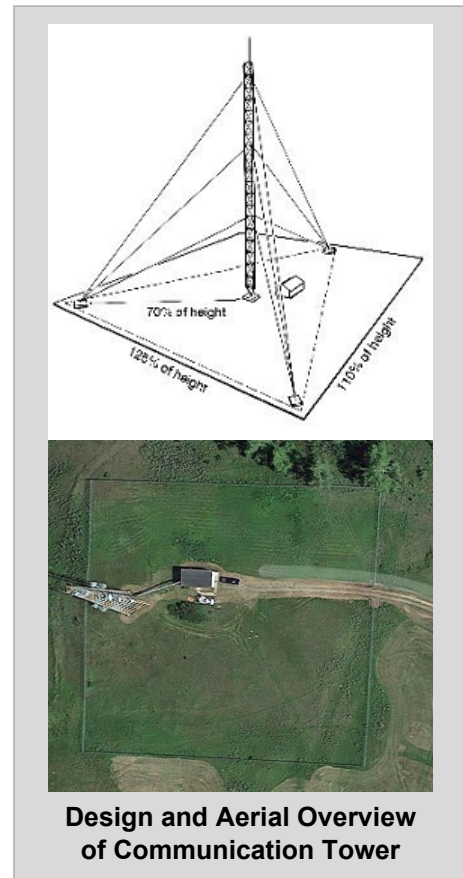 70% of height
125% of height
110% of height
Design and Aerial Overview
of Communication Tower